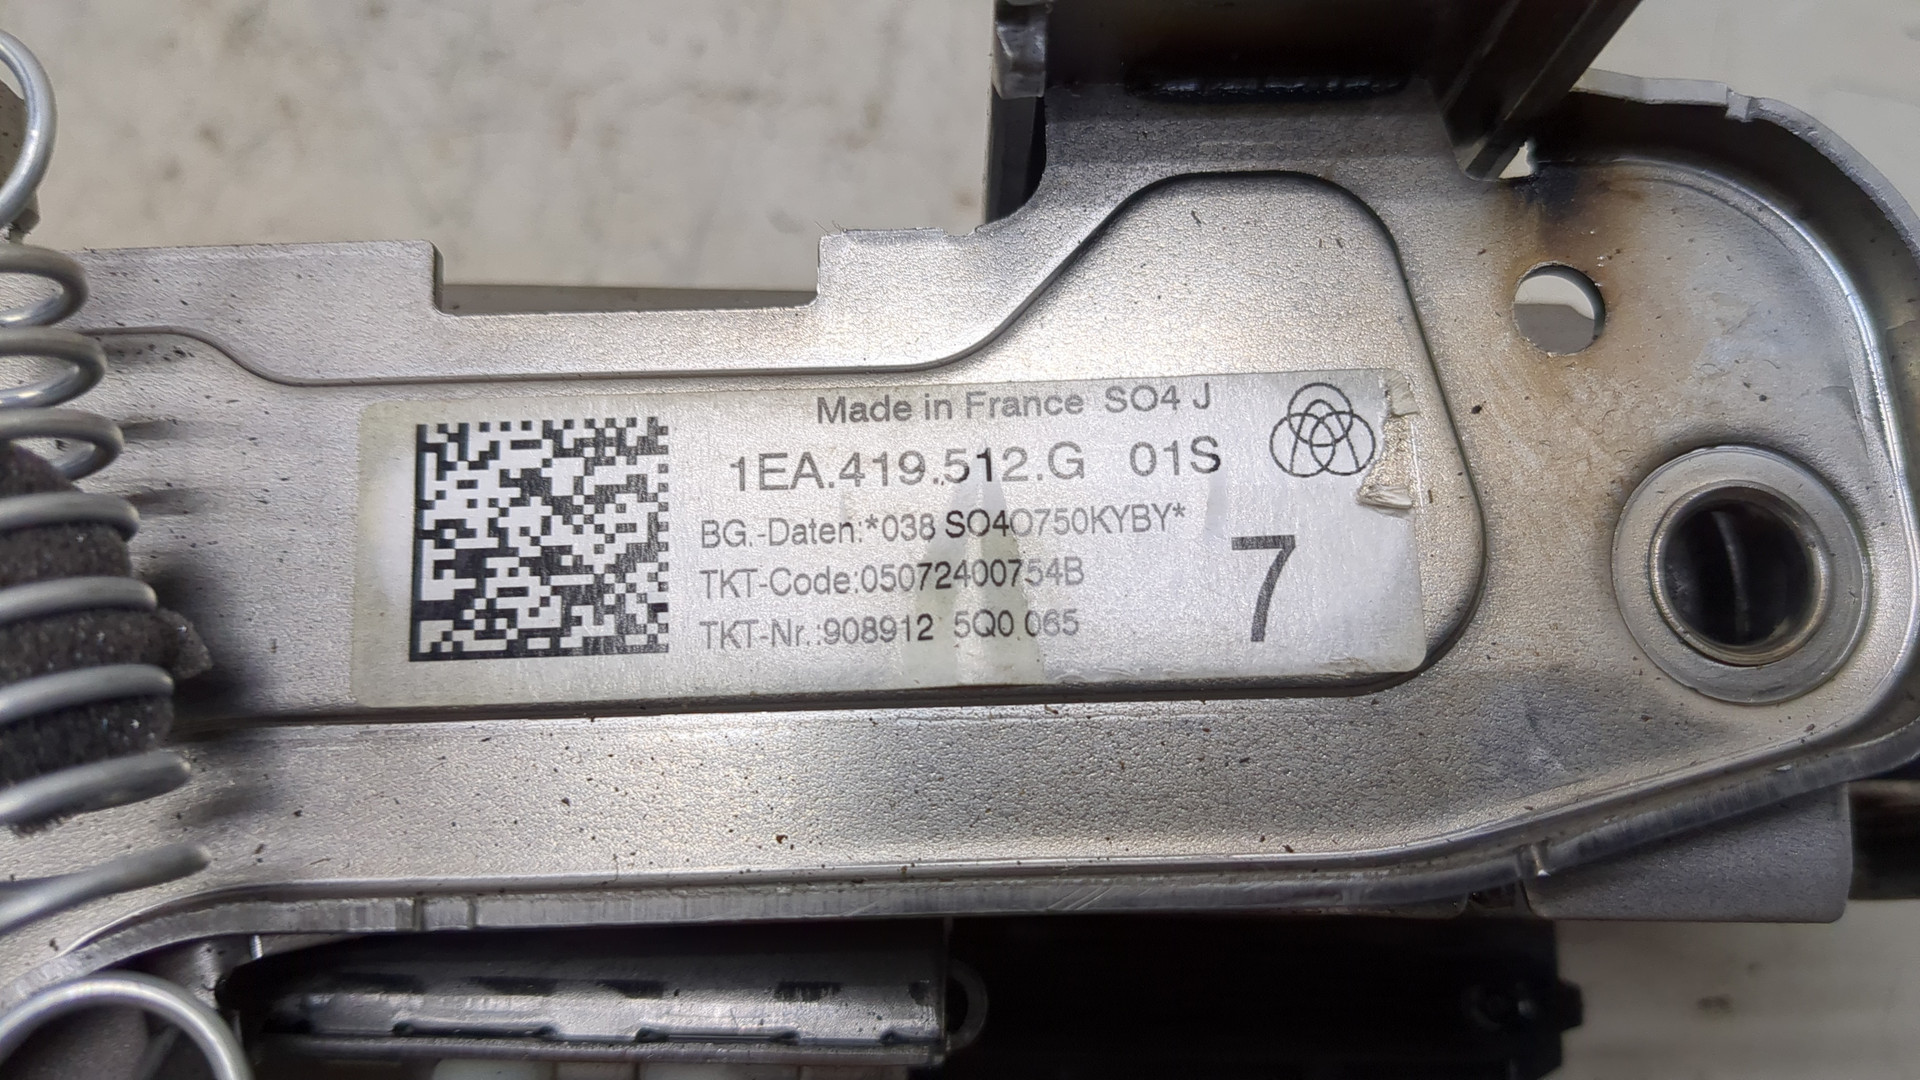 Made in France SO4 J
1EA.419.512.G 01S
BG.-Daten:*038 SO4O750KYBY*
TKT-Code:05072400754B
TKT-Nr.:908912 5Q0 065
7